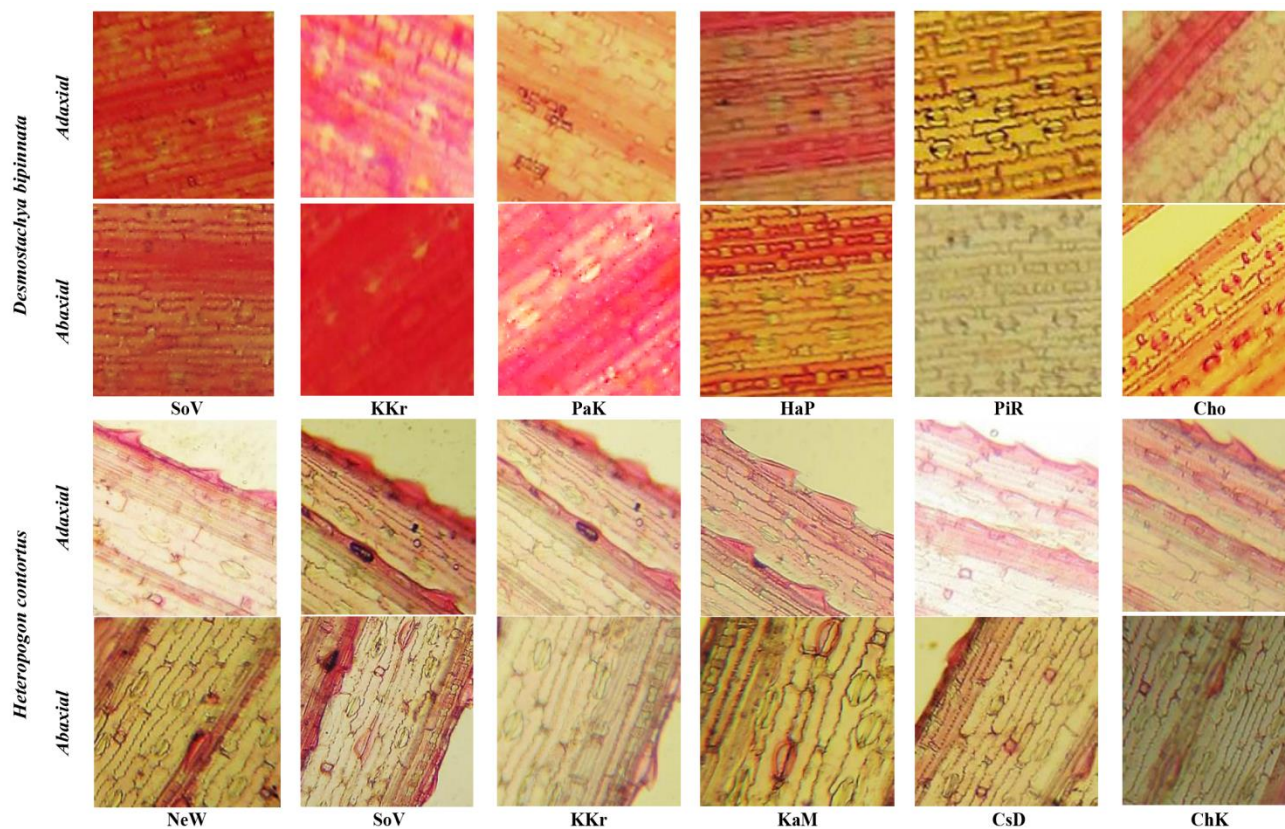 Desmostachya bipinnata
Adaxial
Abaxial
SoV KKr PaK HaP PiR Cho
Heteropogon contortus
Adaxial
Abaxial
NeW SoV KKr KaM CsD ChK